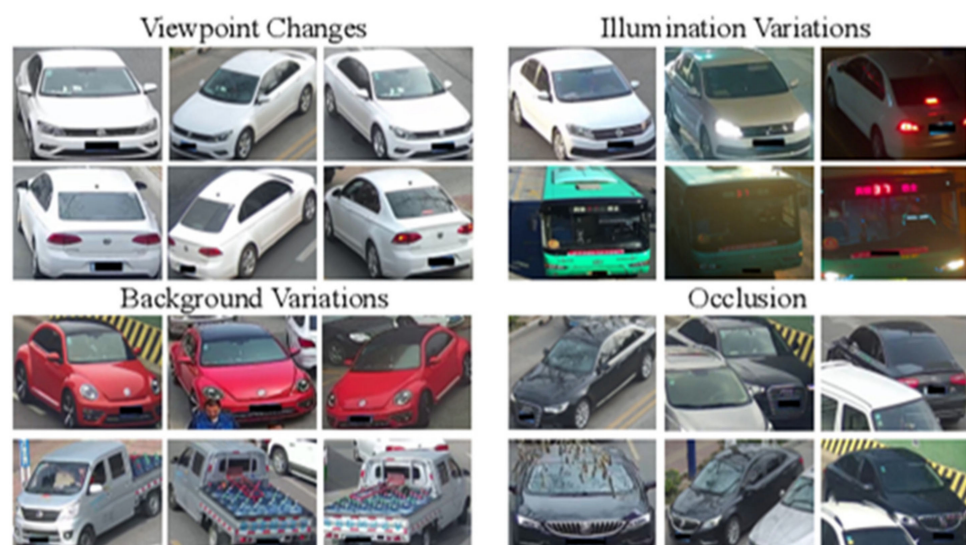 Viewpoint Changes
Illumination Variations
Background Variations
Occlusion